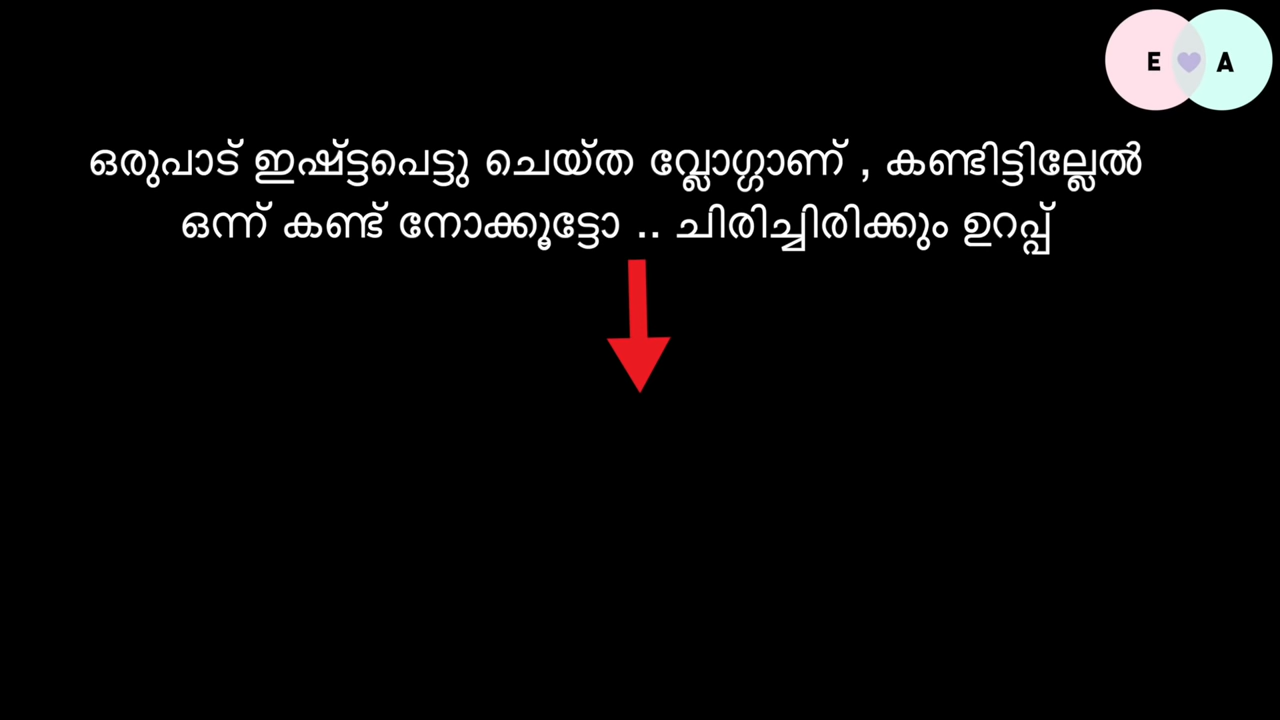 E A
ഒരുപാട് ഇഷ്ട്ടപെട്ടു ചെയ്ത വ്ലോഗ്ഗാണ് , കണ്ടിട്ടില്ലേൽ
ഒന്ന് കണ്ട് നോക്കൂട്ടോ .. ചിരിച്ചിരിക്കും ഉറപ്പ്